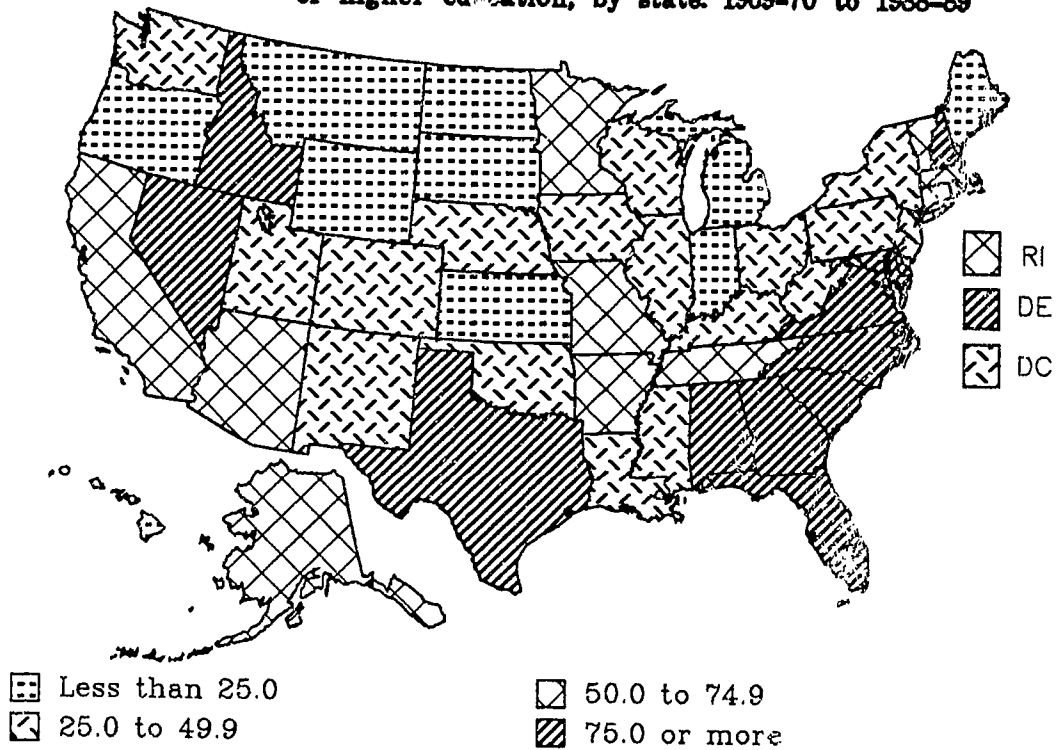 of higher education, by state: 1969-70 to 1988-89
RI
DE
DC
Less than 25.0
25.0 to 49.9
50.0 to 74.9
75.0 or more